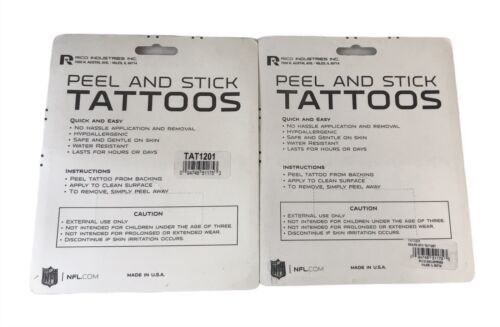 RICO INDUSTRIES INC.
PEEL AND STICK
TATTOOS
QUICK AND EASY
• NO HASSLE APPLICATION AND REMOVAL
• HYPOALLERGENIC
• SAFE AND GENTLE ON SKIN
• WATER RESISTANT
• LASTS FOR HOURS OR DAYS
TAT1201
INSTRUCTIONS
• PEEL TATTOO FROM BACKING
• APPLY TO CLEAN SURFACE
• TO REMOVE, SIMPLY PEEL AWAY
CAUTION
• EXTERNAL USE ONLY
• NOT INTENDED FOR CHILDREN UNDER THE AGE OF THREE.
• NOT INTENDED FOR PROLONGED OR EXTENDED WEAR.
• DISCONTINUE IF SKIN IRRITATION OCCURS.
NFL
NFL.COM
MADE IN U.S.A.
RICO INDUSTRIES INC.
PEEL AND STICK
TATTOOS
QUICK AND EASY
• NO HASSLE APPLICATION AND REMOVAL
• HYPOALLERGENIC
• SAFE AND GENTLE ON SKIN
• WATER RESISTANT
• LASTS FOR HOURS OR DAYS
INSTRUCTIONS
• PEEL TATTOO FROM BACKING
• APPLY TO CLEAN SURFACE
• TO REMOVE, SIMPLY PEEL AWAY
CAUTION
• EXTERNAL USE ONLY
• NOT INTENDED FOR CHILDREN UNDER THE AGE OF THREE.
• NOT INTENDED FOR PROLONGED OR EXTENDED WEAR.
• DISCONTINUE IF SKIN IRRITATION OCCURS.
NFL
NFL.COM
MADE IN U.S.A.